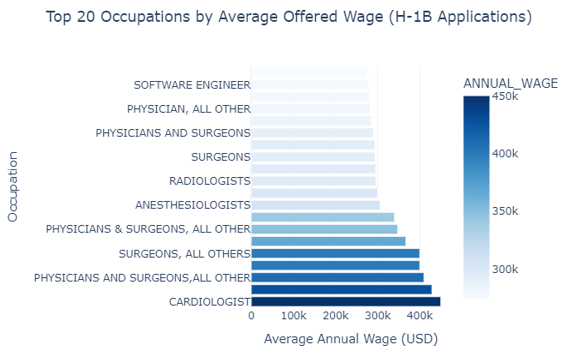 Top 20 Occupations by Average Offered Wage (H-1B Applications)
ANNUAL_WAGE
450k
400k
350k
300k
Occupation
SOFTWARE ENGINEER
PHYSICIAN, ALL OTHER
PHYSICIANS AND SURGEONS
SURGEONS
RADIOLOGISTS
ANESTHESIOLOGISTS
PHYSICIANS & SURGEONS, ALL OTHER
SURGEONS, ALL OTHERS
PHYSICIANS AND SURGEONS,ALL OTHER
CARDIOLOGIST
0 100k 200k 300k 400k
Average Annual Wage (USD)